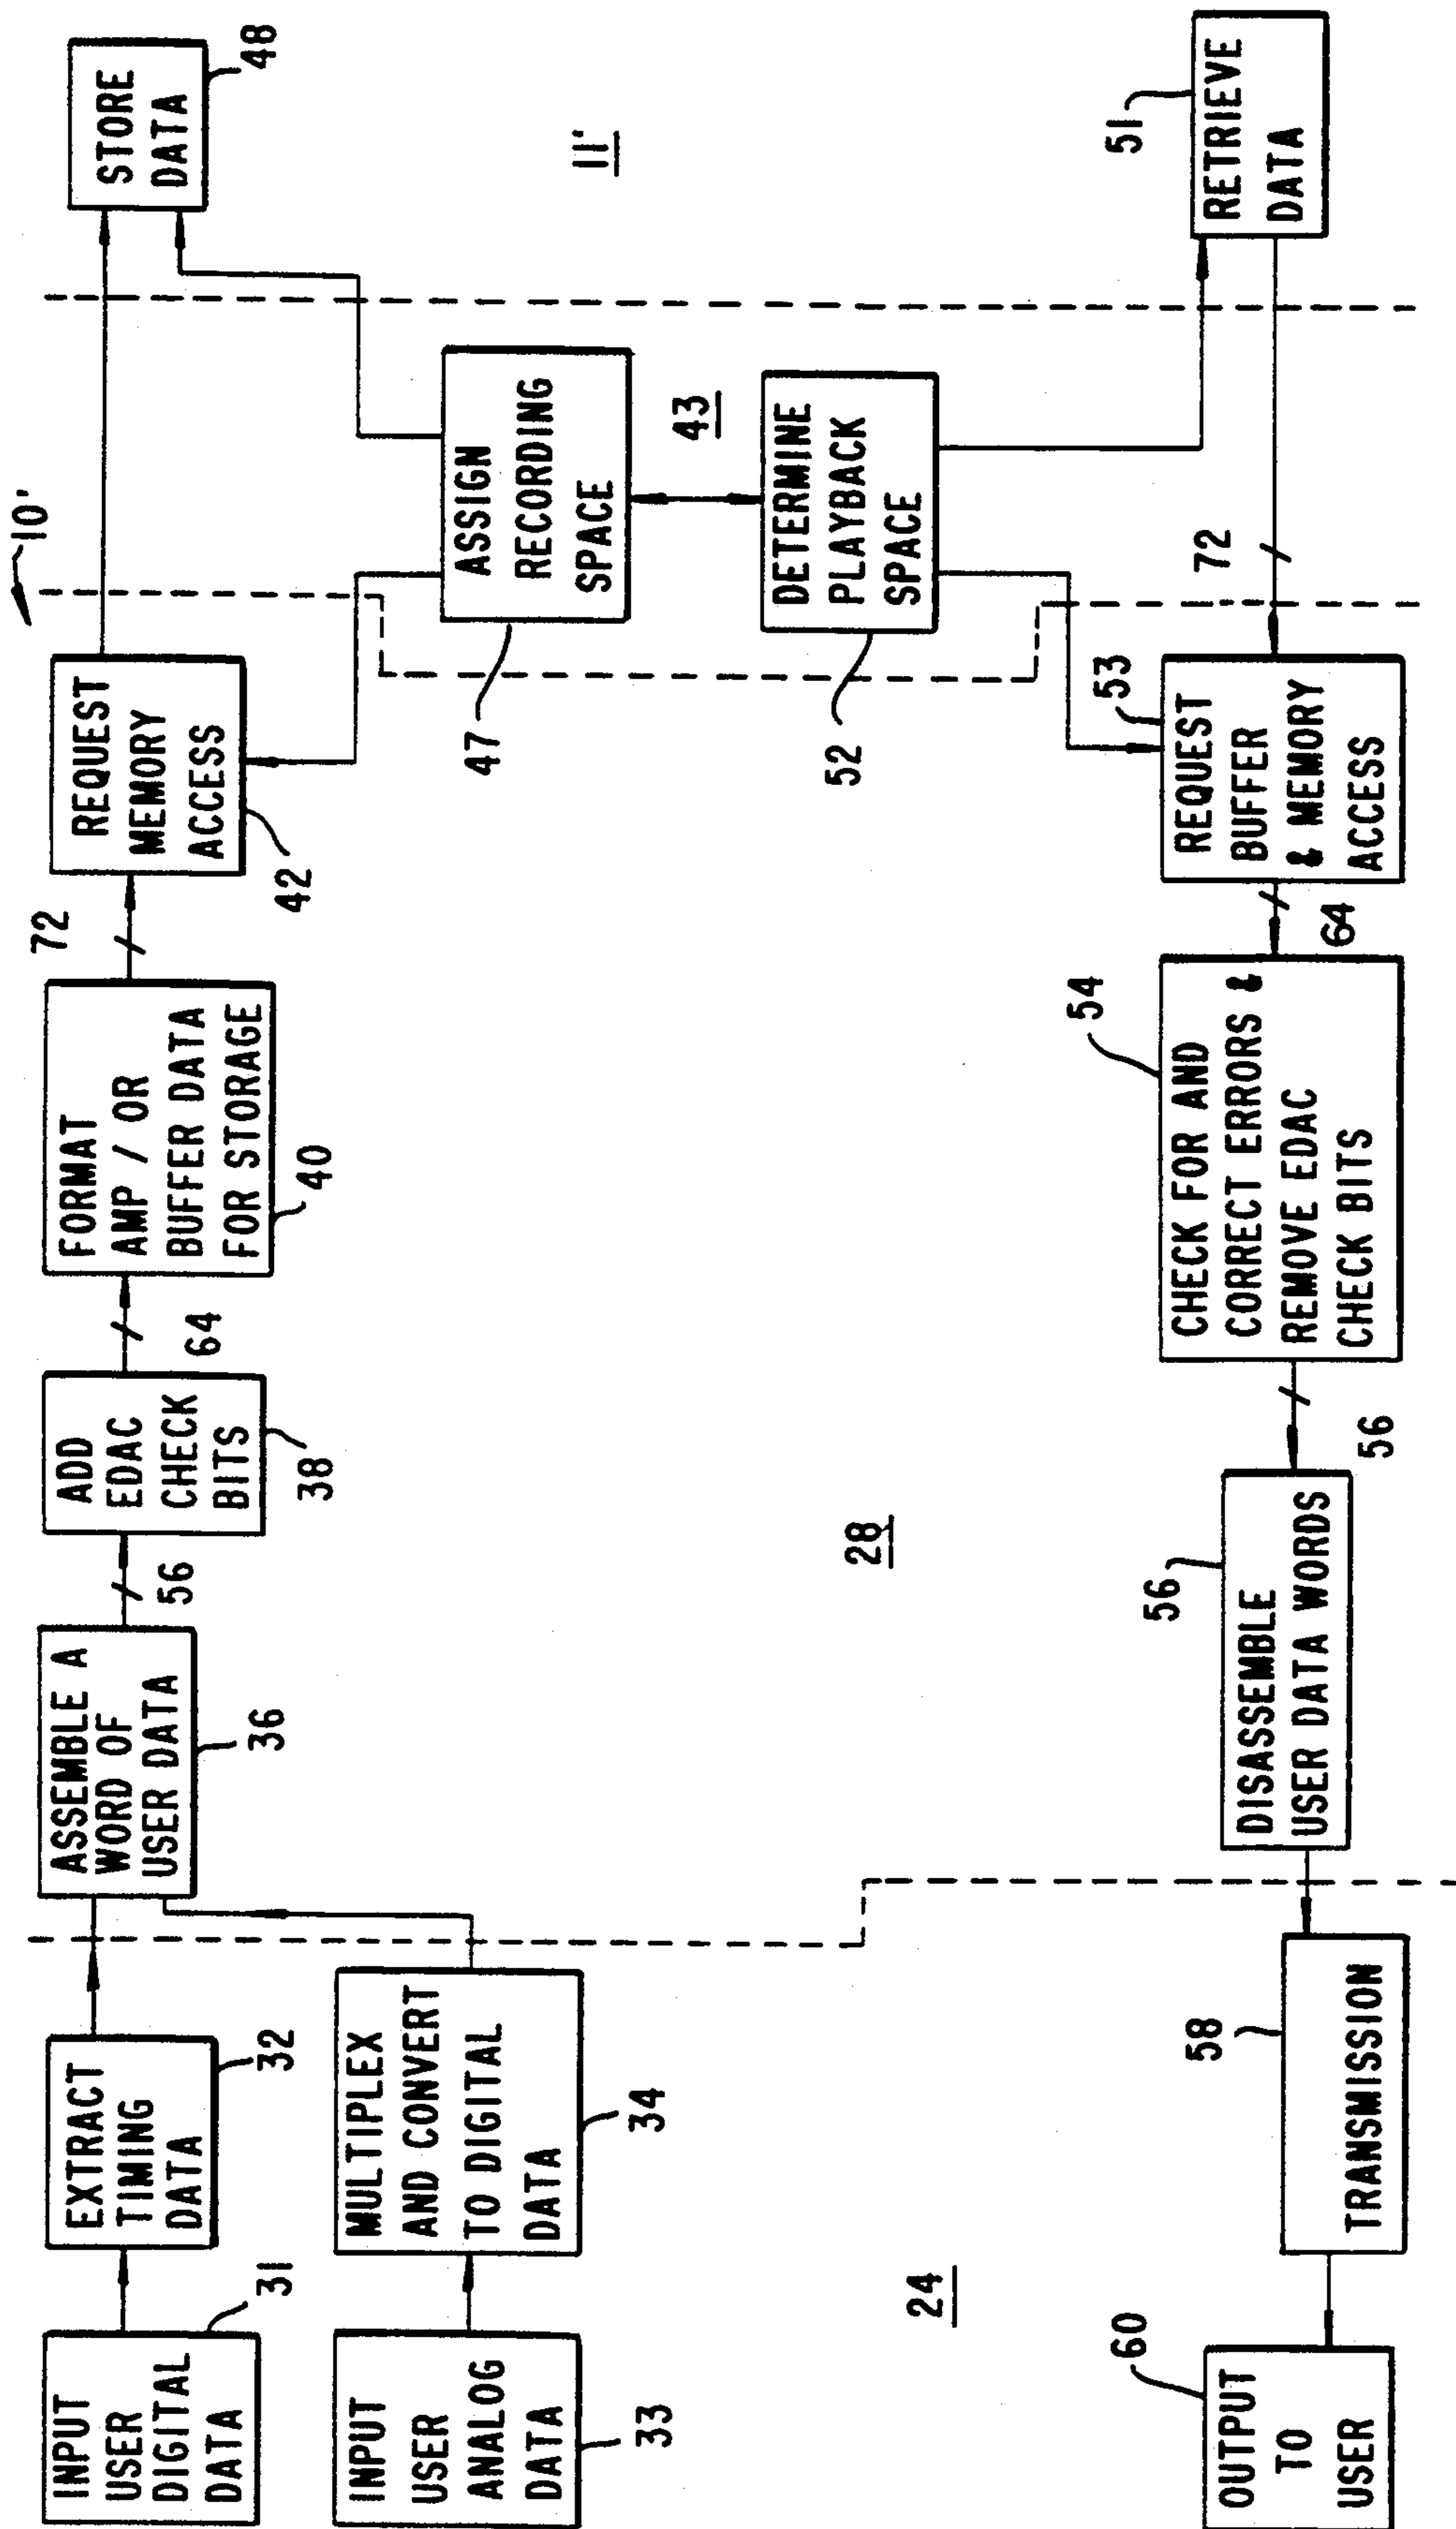 10'
INPUT
USER
DIGITAL
DATA
31
EXTRACT
TIMING
DATA
32
INPUT
USER
ANALOG
DATA
33
MULTIPLEX
AND CONVERT
TO DIGITAL
DATA
34
ASSEMBLE A
WORD OF
USER DATA
36
56
ADD
EDAC
CHECK
BITS
38
64
FORMAT
AMP / OR
BUFFER DATA
FOR STORAGE
40
72
REQUEST
MEMORY
ACCESS
42
STORE
DATA
48
ASSIGN
RECORDING
SPACE
47
43
DETERMINE
PLAYBACK
SPACE
52
11'
28
24
RETRIEVE
DATA
51
72
REQUEST
BUFFER
& MEMORY
ACCESS
53
64
CHECK FOR AND
CORRECT ERRORS &
REMOVE EDAC
CHECK BITS
54
56
DISASSEMBLE
USER DATA WORDS
56
TRANSMISSION
58
OUTPUT
TO
USER
60